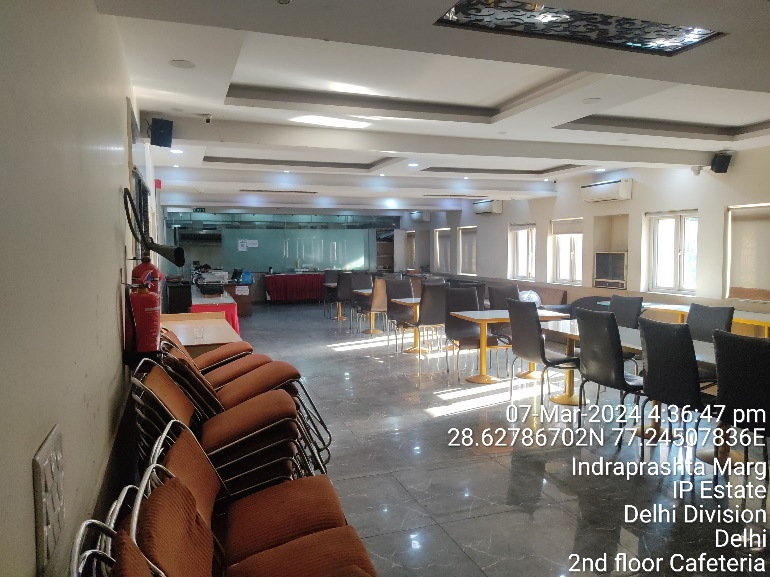 07-Mar-2024 4:36:47 pm
28.62786702N 77.24507836E
Indraprashta Marg
IP Estate
Delhi Division
Delhi
2nd floor Cafeteria